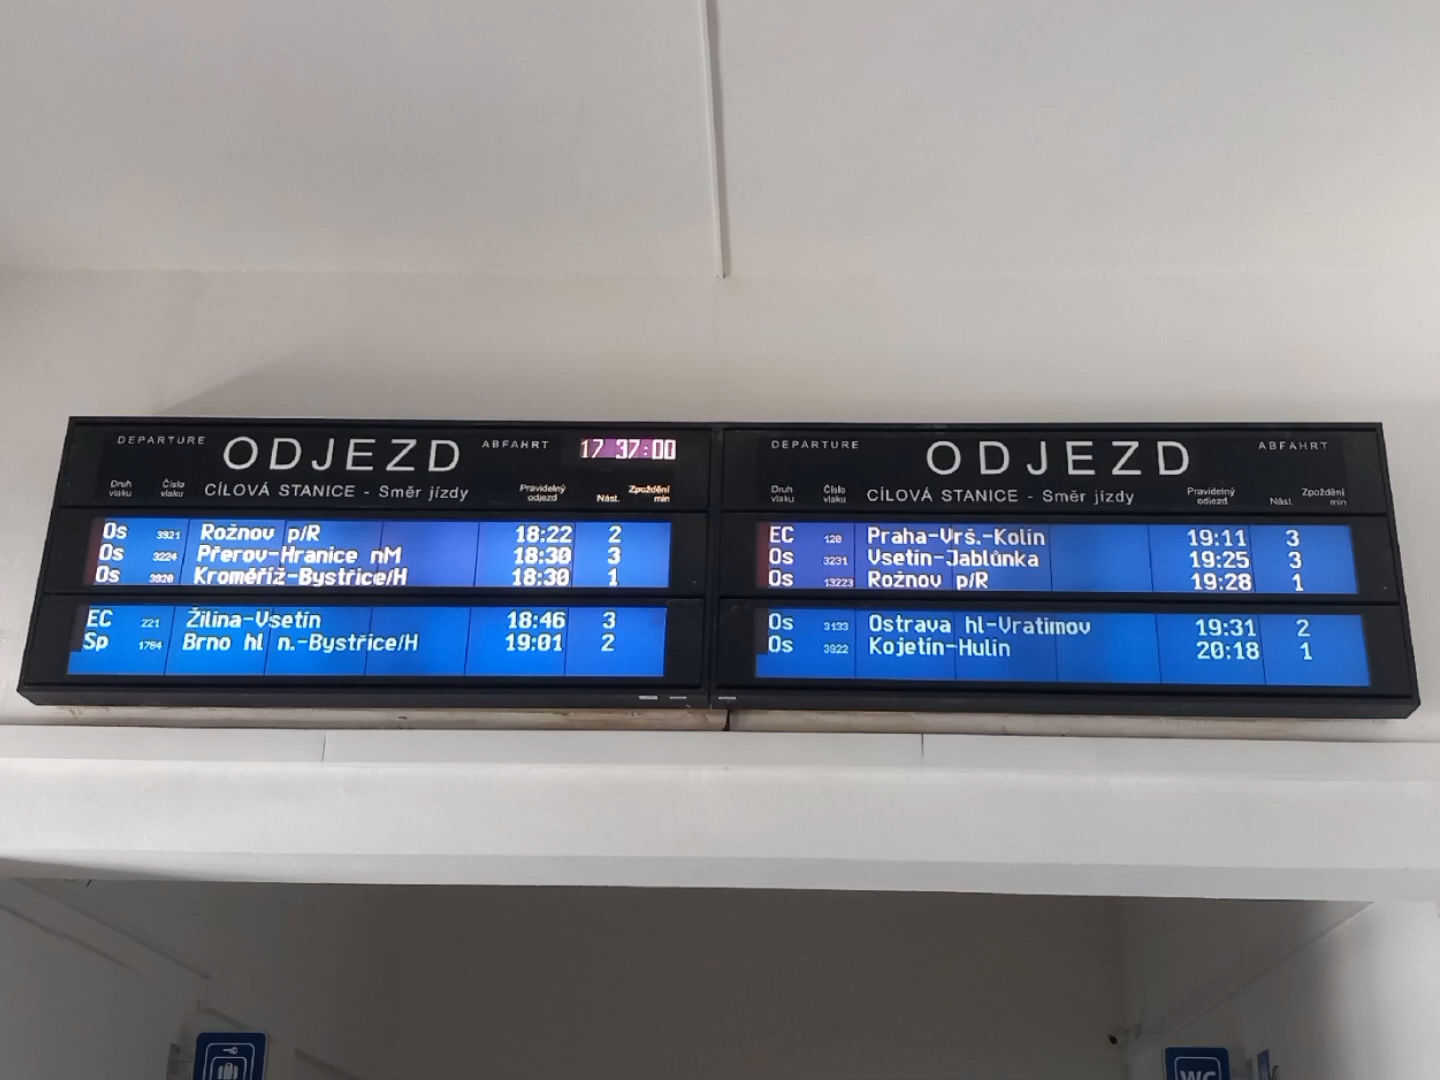 DEPARTURE ODJEZD ABFAHRT 17 37:00
Druh vlaku Číslo vlaku CÍLOVÁ STANICE - Směr jízdy Pravidelný odjezd Nást. Zpoždění min
Os 3921 Rožnov p/R 18:22 2
Os 3224 Přerov-Hranice nM 18:30 3
Os 3920 Kroměříž-Bystřice/H 18:30 1
EC 221 Žilina-Vsetín 18:46 3
Sp 1764 Brno hl n.-Bystřice/H 19:01 2
DEPARTURE ODJEZD ABFAHRT
Druh vlaku Číslo vlaku CÍLOVÁ STANICE - Směr jízdy Pravidelný odjezd Nást. Zpoždění min
EC 120 Praha-Vrš.-Kolín 19:11 3
Os 3231 Vsetín-Jablůnka 19:25 3
Os 13223 Rožnov p/R 19:28 1
Os 3133 Ostrava hl-Vratimov 19:31 2
Os 3922 Kojetín-Hulín 20:18 1
WC